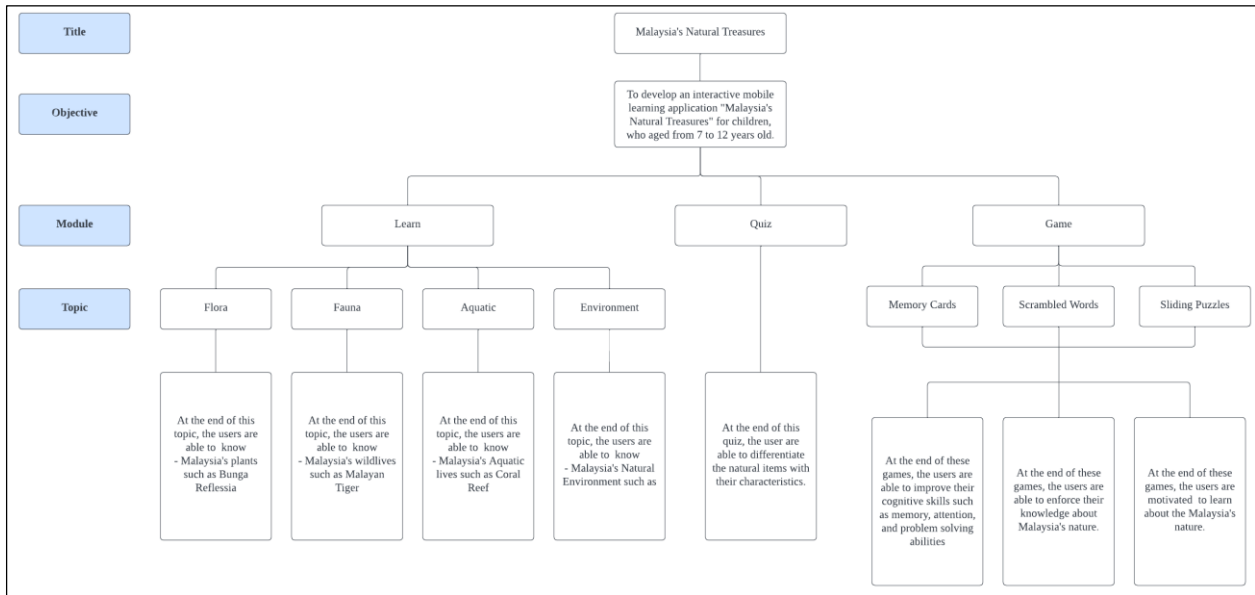 Title
Malaysia's Natural Treasures
Objective
To develop an interactive mobile
learning application "Malaysia's
Natural Treasures" for children,
who aged from 7 to 12 years old.
Module
Learn
Quiz
Game
Topic
Flora
Fauna
Aquatic
Environment
Memory Cards
Scrambled Words
Sliding Puzzles
At the end of this
topic, the users are
able to know
- Malaysia's plants
such as Bunga
Reflessia
At the end of this
topic, the users are
able to know
- Malaysia's wildlives
such as Malayan
Tiger
At the end of this
topic, the users are
able to know
- Malaysia's Aquatic
lives such as Coral
Reef
At the end of this
topic, the users are
able to know
- Malaysia's Natural
Environment such as
At the end of this
quiz, the user are
able to differentiate
the natural items with
their characteristics.
At the end of these
games, the users are
able to improve their
cognitive skills such
as memory, attention,
and problem solving
abilities
At the end of these
games, the users are
able to enforce their
knowledge about
Malaysia's nature.
At the end of these
games, the users are
motivated to learn
about the Malaysia's
nature.